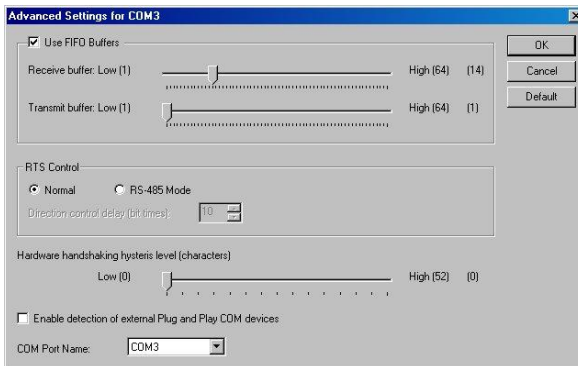 Advanced Settings for COM3
Use FIFO Buffers
Receive buffer: Low (1) High (64) (14)
Transmit buffer: Low (1) High (64) (1)
OK
Cancel
Default
RTS Control
Normal RS-485 Mode
Direction control delay (bit times): 10
Hardware handshaking hysteris level (characters)
Low (0) High (52) (0)
Enable detection of external Plug and Play COM devices
COM Port Name: COM3